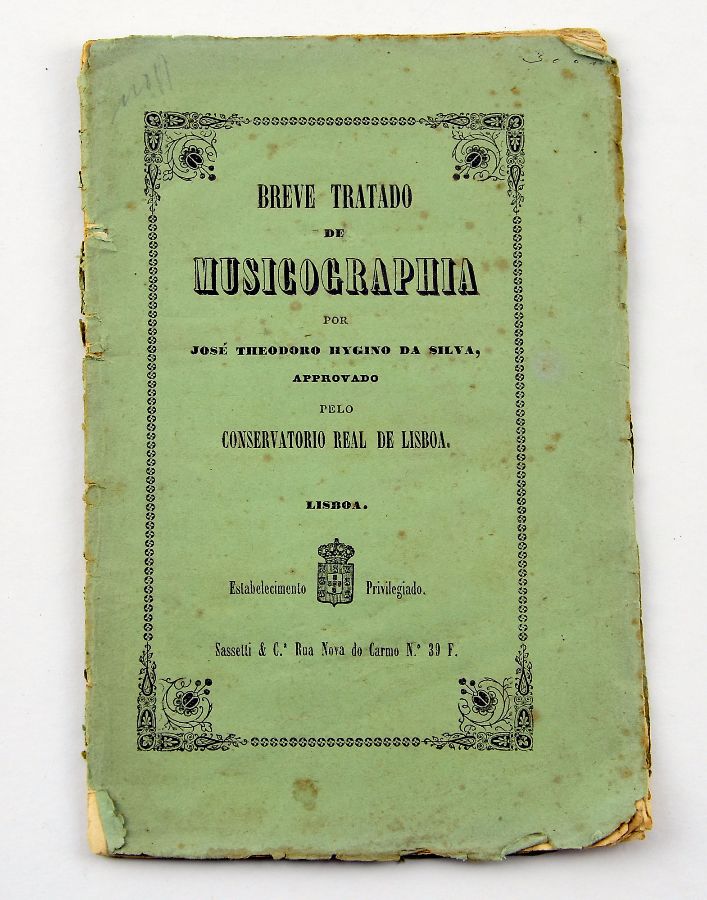 BREVE TRATADO
DE
MUSICOGRAPHIA
POR
JOSÉ THEODORO HYGINO DA SILVA,
APPROVADO
PELO
CONSERVATORIO REAL DE LISBOA.
LISBOA.
Estabelecimento Privilegiado.
Sassetti & C.ª Rua Nova do Carmo N.º 39 F.